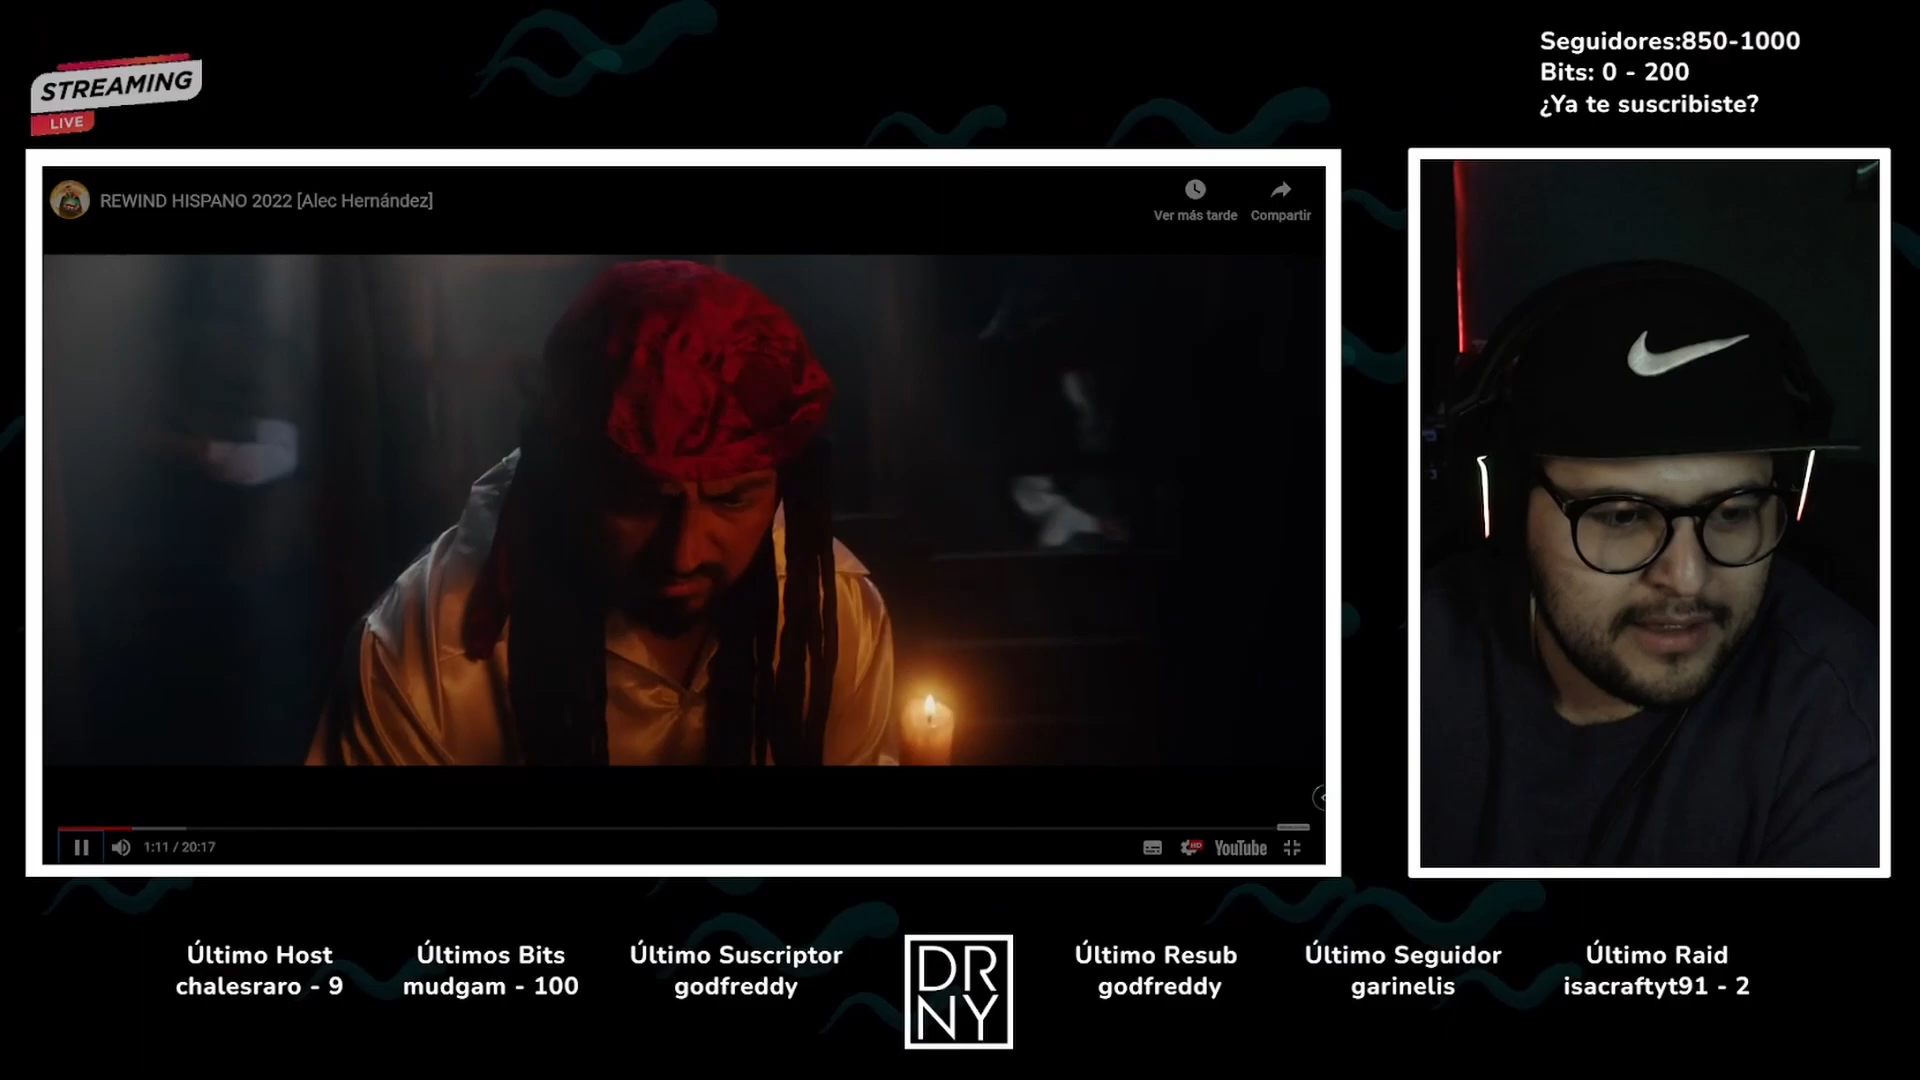 STREAMING
LIVE
Seguidores:850-1000
Bits: 0 - 200
¿Ya te suscribiste?
REWIND HISPANO 2022 [Alec Hernández]
Ver más tarde
Compartir
1:11 / 20:17
HD
YouTube
Último Host
chalesraro - 9
Últimos Bits
mudgam - 100
Último Suscriptor
godfreddy
DR
NY
Último Resub
godfreddy
Último Seguidor
garinelis
Último Raid
isacraftyt91 - 2